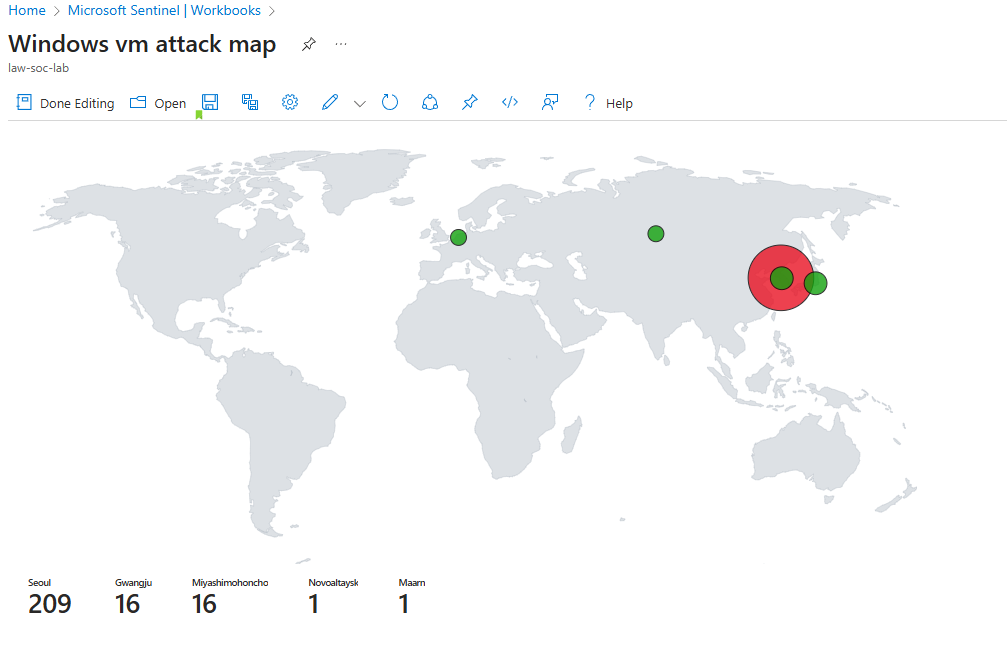 Home > Microsoft Sentinel | Workbooks >
Windows vm attack map ...
law-soc-lab
Done Editing Open ? Help
Seoul Gwangju Miyashimohoncho Novoaltaysk Maarn
209 16 16 1 1